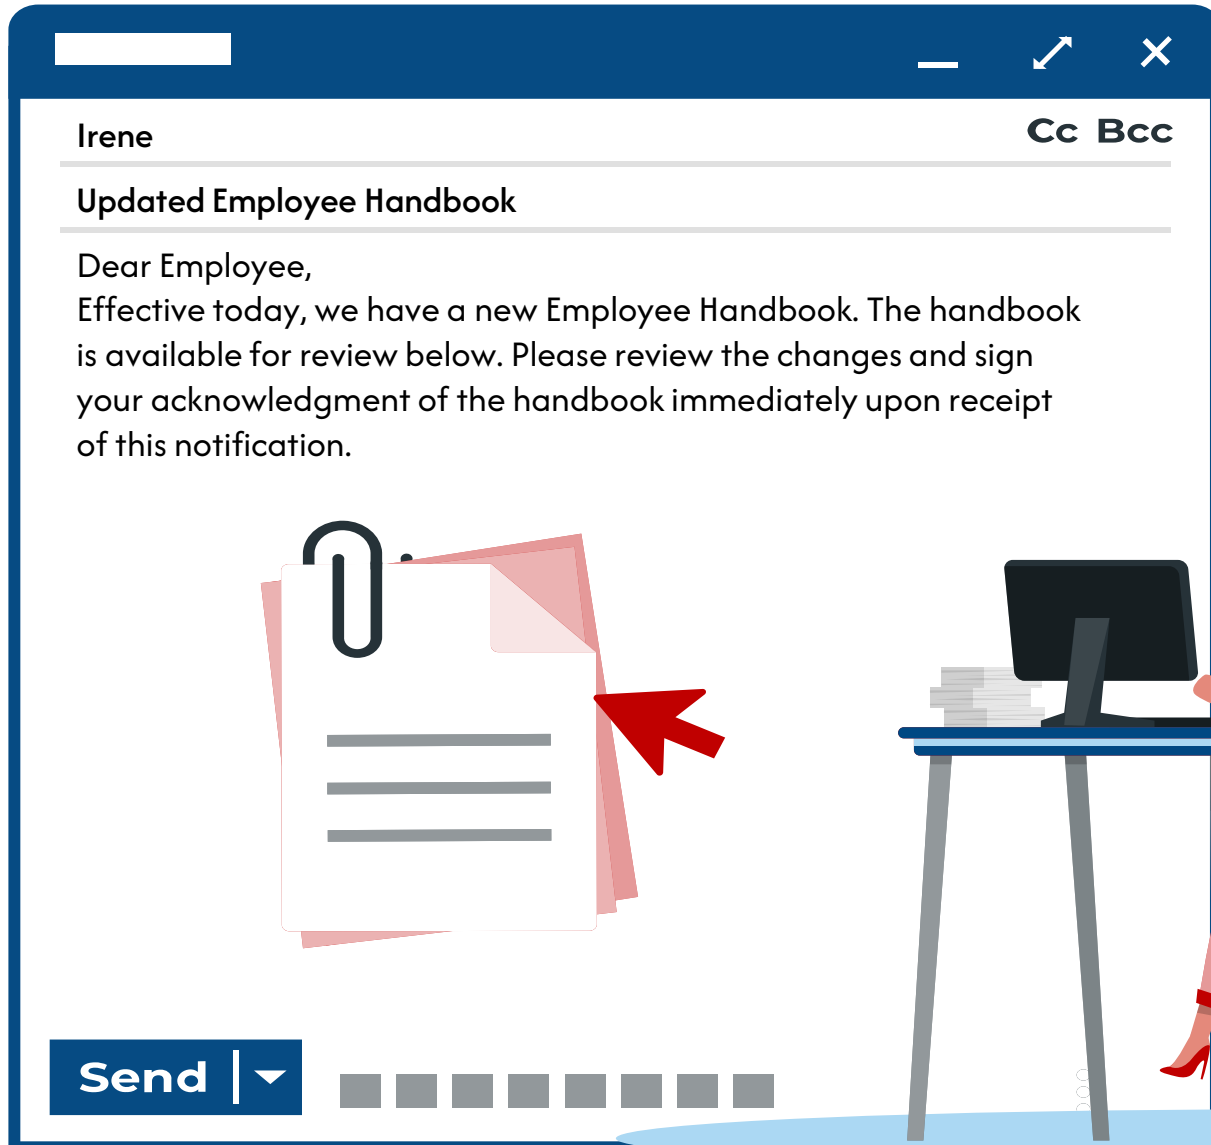 Irene
Cc Bcc
Updated Employee Handbook
Dear Employee,
Effective today, we have a new Employee Handbook. The handbook
is available for review below. Please review the changes and sign
your acknowledgment of the handbook immediately upon receipt
of this notification.
Send